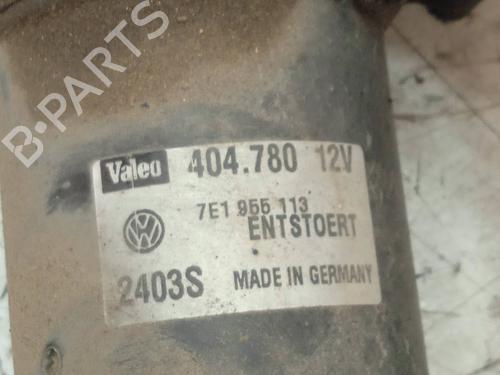 B-PARTS
Valeo 404.780 12V
7E1 955 113
ENTSTOERT
2403S MADE IN GERMANY